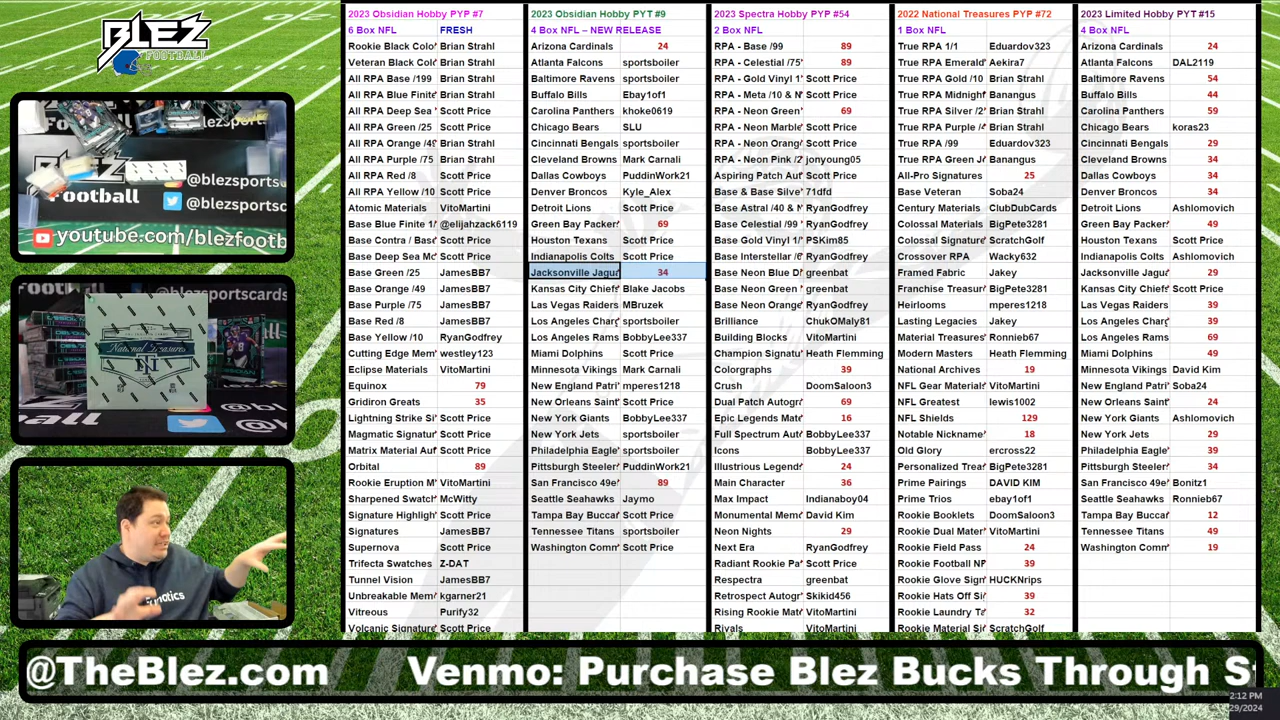 BLEZ
FOOTBALL
@blezsports
@blezsports
Football
youtube.com/blezfootb
@blezsportscards
National Treasures
NT
2023 Obsidian Hobby PYP #7
6 Box NFL FRESH
Rookie Black Colo Brian Strahl
Veteran Black Col Brian Strahl
All RPA Base /199 Brian Strahl
All RPA Blue Finite Brian Strahl
All RPA Deep Sea Scott Price
All RPA Green /25 Scott Price
All RPA Orange /49 Brian Strahl
All RPA Purple /75 Brian Strahl
All RPA Red /8 Scott Price
All RPA Yellow /10 Scott Price
Atomic Materials VitoMartini
Base Blue Finite 1/ @elijahzack6119
Base Contra / Base Scott Price
Base Deep Sea Mo Scott Price
Base Green /25 JamesBB7
Base Orange /49 JamesBB7
Base Purple /75 JamesBB7
Base Red /8 JamesBB7
Base Yellow /10 RyanGodfrey
Cutting Edge Mem westley123
Eclipse Materials VitoMartini
Equinox 79
Gridiron Greats 35
Lightning Strike Si Scott Price
Magmatic Signatur Scott Price
Matrix Material Aut Scott Price
Orbital 89
Rookie Eruption M VitoMartini
Sharpened Swatch McWitty
Signature Highligh Scott Price
Signatures JamesBB7
Supernova Scott Price
Trifecta Swatches Z-DAT
Tunnel Vision JamesBB7
Unbreakable Mem kgarner21
Vitreous Purify32
Volcanic Signature Scott Price
2023 Obsidian Hobby PYT #9
4 Box NFL – NEW RELEASE
Arizona Cardinals 24
Atlanta Falcons sportsboiler
Baltimore Ravens sportsboiler
Buffalo Bills Ebay1of1
Carolina Panthers khoke0619
Chicago Bears SLU
Cincinnati Bengals sportsboiler
Cleveland Browns Mark Carnali
Dallas Cowboys PuddinWork21
Denver Broncos Kyle_Alex
Detroit Lions Scott Price
Green Bay Packer 69
Houston Texans Scott Price
Indianapolis Colts Scott Price
Jacksonville Jagua 34
Kansas City Chiefs Blake Jacobs
Las Vegas Raiders MBruzek
Los Angeles Charg sportsboiler
Los Angeles Rams BobbyLee337
Miami Dolphins Scott Price
Minnesota Vikings Mark Carnali
New England Patri mperes1218
New Orleans Saint Scott Price
New York Giants BobbyLee337
New York Jets sportsboiler
Philadelphia Eagle sportsboiler
Pittsburgh Steeler PuddinWork21
San Francisco 49e 89
Seattle Seahawks Jaymo
Tampa Bay Buccan Scott Price
Tennessee Titans sportsboiler
Washington Comm Scott Price
2023 Spectra Hobby PYP #54
2 Box NFL
RPA - Base /99 89
RPA - Celestial /75 89
RPA - Gold Vinyl 1 Scott Price
RPA - Meta /10 & N Scott Price
RPA - Neon Green 69
RPA - Neon Marble Scott Price
RPA - Neon Orang Scott Price
RPA - Neon Pink /2 jonyoung05
Aspiring Patch Aut Scott Price
Base & Base Silve 71dfd
Base Astral /40 & N RyanGodfrey
Base Celestial /99 RyanGodfrey
Base Gold Vinyl 1/ PSKim85
Base Interstellar /6 RyanGodfrey
Base Neon Blue D greenbat
Base Neon Green greenbat
Base Neon Orange RyanGodfrey
Brilliance ChukOMaly81
Building Blocks VitoMartini
Champion Signatu Heath Flemming
Colorgraphs 39
Crush DoomSaloon3
Dual Patch Autogr 69
Epic Legends Mate 16
Full Spectrum Aut BobbyLee337
Icons BobbyLee337
Illustrious Legend 24
Main Character 36
Max Impact Indianaboy04
Monumental Mem David Kim
Neon Nights 29
Next Era RyanGodfrey
Radiant Rookie Pa Scott Price
Respectra greenbat
Retrospect Autogr Skikid456
Rising Rookie Mat VitoMartini
Rivals VitoMartini
2022 National Treasures PYP #72
1 Box NFL
True RPA 1/1 Eduardov323
True RPA Emerald Aekira7
True RPA Gold /10 Brian Strahl
True RPA Midnigh Banangus
True RPA Silver /2 Brian Strahl
True RPA Purple / Brian Strahl
True RPA /99 Eduardov323
True RPA Green J Banangus
All-Pro Signatures 25
Base Veteran Soba24
Century Materials ClubDubCards
Colossal Materials BigPete3281
Colossal Signature ScratchGolf
Crossover RPA Wacky632
Framed Fabric Jakey
Franchise Treasur BigPete3281
Heirlooms mperes1218
Lasting Legacies Jakey
Material Treasures Ronnieb67
Modern Masters Heath Flemming
National Archives 19
NFL Gear Materials VitoMartini
NFL Greatest lewis1002
NFL Shields 129
Notable Nickname 18
Old Glory ercross22
Personalized Trea BigPete3281
Prime Pairings DAVID KIM
Prime Trios ebay1of1
Rookie Booklets DoomSaloon3
Rookie Dual Mater VitoMartini
Rookie Field Pass 24
Rookie Football NF 39
Rookie Glove Sign HUCKNrips
Rookie Hats Off Si 39
Rookie Laundry Ta 32
Rookie Material Si ScratchGolf
2023 Limited Hobby PYT #15
4 Box NFL
Arizona Cardinals 24
Atlanta Falcons DAL2119
Baltimore Ravens 54
Buffalo Bills 44
Carolina Panthers 59
Chicago Bears koras23
Cincinnati Bengals 29
Cleveland Browns 34
Dallas Cowboys 34
Denver Broncos 34
Detroit Lions Ashlomovich
Green Bay Packer 49
Houston Texans Scott Price
Indianapolis Colts Scott Price
Jacksonville Jagua 29
Kansas City Chiefs Scott Price
Las Vegas Raiders 39
Los Angeles Charg 39
Los Angeles Rams 69
Miami Dolphins 49
Minnesota Vikings David Kim
New England Patri Soba24
New Orleans Saint 24
New York Giants Ashlomovich
New York Jets 29
Philadelphia Eagle 39
Pittsburgh Steeler 34
San Francisco 49e Bonitz1
Seattle Seahawks Ronnieb67
Tampa Bay Buccan 12
Tennessee Titans 49
Washington Comm 19
@TheBlez.com Venmo: Purchase Blez Bucks Through S
2:12 PM
29/2024